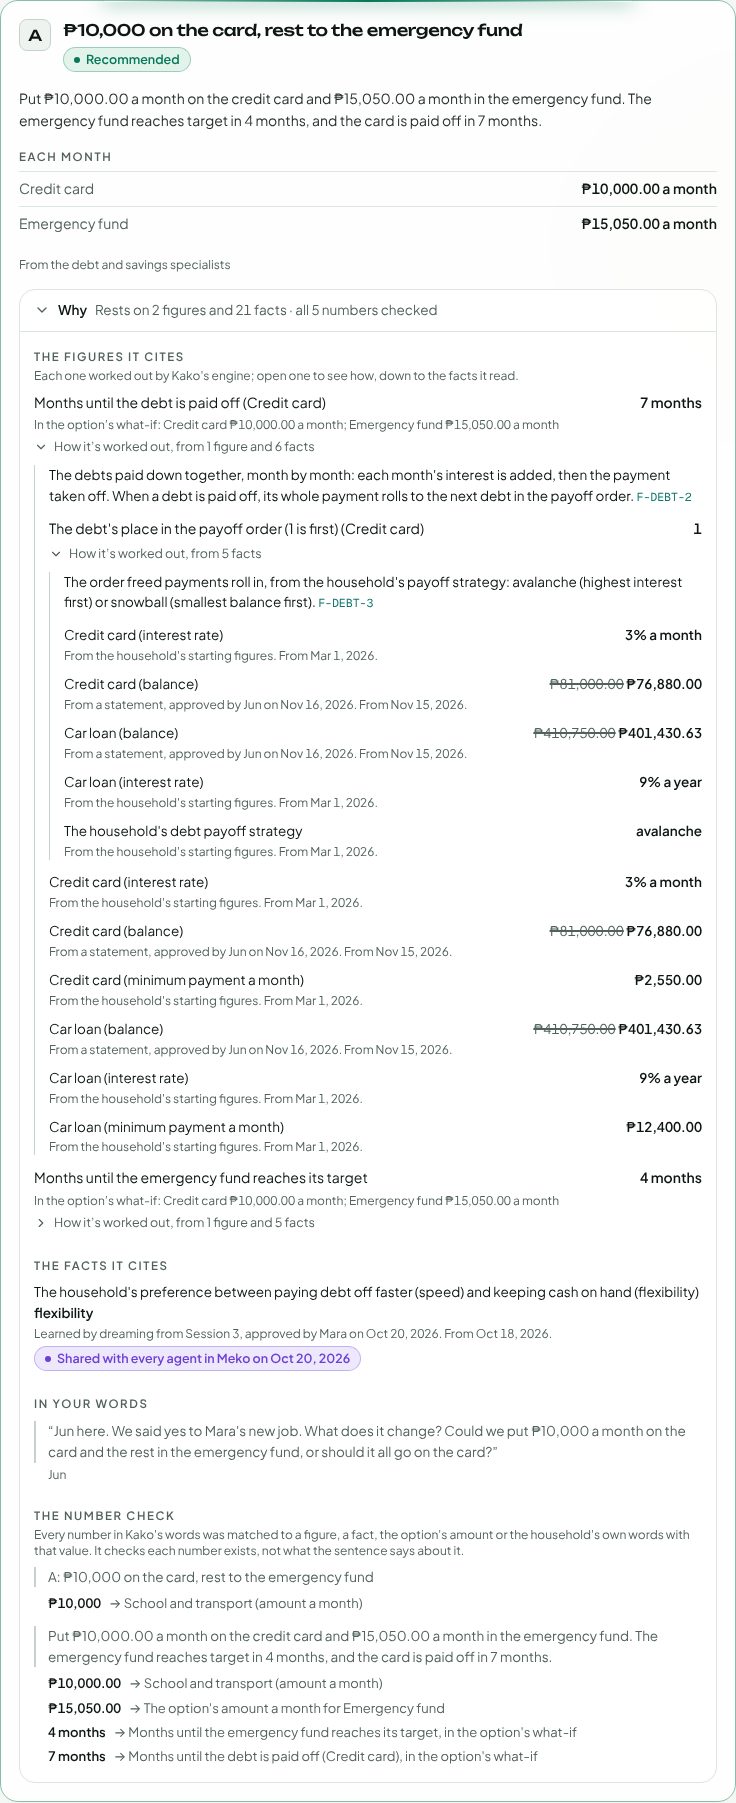 A
₱10,000 on the card, rest to the emergency fund
Recommended
Put ₱10,000.00 a month on the credit card and ₱15,050.00 a month in the emergency fund. The
emergency fund reaches target in 4 months, and the card is paid off in 7 months.
EACH MONTH
Credit card ₱10,000.00 a month
Emergency fund ₱15,050.00 a month
From the debt and savings specialists
Why Rests on 2 figures and 21 facts · all 5 numbers checked
THE FIGURES IT CITES
Each one worked out by Kako's engine; open one to see how, down to the facts it read.
Months until the debt is paid off (Credit card) 7 months
In the option's what-if: Credit card ₱10,000.00 a month; Emergency fund ₱15,050.00 a month
How it's worked out, from 1 figure and 6 facts
The debts paid down together, month by month: each month's interest is added, then the payment
taken off. When a debt is paid off, its whole payment rolls to the next debt in the payoff order. F-DEBT-2
The debt's place in the payoff order (1 is first) (Credit card) 1
How it's worked out, from 5 facts
The order freed payments roll in, from the household's payoff strategy: avalanche (highest interest
first) or snowball (smallest balance first). F-DEBT-3
Credit card (interest rate) 3% a month
From the household's starting figures. From Mar 1, 2026.
Credit card (balance) ₱81,000.00 ₱76,880.00
From a statement, approved by Jun on Nov 16, 2026. From Nov 15, 2026.
Car loan (balance) ₱410,750.00 ₱401,430.63
From a statement, approved by Jun on Nov 16, 2026. From Nov 15, 2026.
Car loan (interest rate) 9% a year
From the household's starting figures. From Mar 1, 2026.
The household's debt payoff strategy avalanche
From the household's starting figures. From Mar 1, 2026.
Credit card (interest rate) 3% a month
From the household's starting figures. From Mar 1, 2026.
Credit card (balance) ₱81,000.00 ₱76,880.00
From a statement, approved by Jun on Nov 16, 2026. From Nov 15, 2026.
Credit card (minimum payment a month) ₱2,550.00
From the household's starting figures. From Mar 1, 2026.
Car loan (balance) ₱410,750.00 ₱401,430.63
From a statement, approved by Jun on Nov 16, 2026. From Nov 15, 2026.
Car loan (interest rate) 9% a year
From the household's starting figures. From Mar 1, 2026.
Car loan (minimum payment a month) ₱12,400.00
From the household's starting figures. From Mar 1, 2026.
Months until the emergency fund reaches its target 4 months
In the option's what-if: Credit card ₱10,000.00 a month; Emergency fund ₱15,050.00 a month
How it's worked out, from 1 figure and 5 facts
THE FACTS IT CITES
The household's preference between paying debt off faster (speed) and keeping cash on hand (flexibility)
flexibility
Learned by dreaming from Session 3, approved by Mara on Oct 20, 2026. From Oct 18, 2026.
Shared with every agent in Meko on Oct 20, 2026
IN YOUR WORDS
“Jun here. We said yes to Mara's new job. What does it change? Could we put ₱10,000 a month on the
card and the rest in the emergency fund, or should it all go on the card?”
Jun
THE NUMBER CHECK
Every number in Kako's words was matched to a figure, a fact, the option's amount or the household's own words with
that value. It checks each number exists, not what the sentence says about it.
A: ₱10,000 on the card, rest to the emergency fund
₱10,000 → School and transport (amount a month)
Put ₱10,000.00 a month on the credit card and ₱15,050.00 a month in the emergency fund. The
emergency fund reaches target in 4 months, and the card is paid off in 7 months.
₱10,000.00 → School and transport (amount a month)
₱15,050.00 → The option's amount a month for Emergency fund
4 months → Months until the emergency fund reaches its target, in the option's what-if
7 months → Months until the debt is paid off (Credit card), in the option's what-if